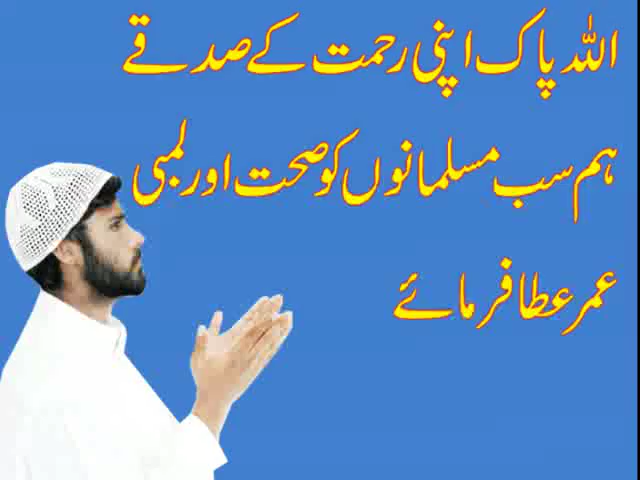 اللہ پاک اپنی رحمت کے صدقے
ہم سب مسلمانوں کو صحت اور لمبی
عمر عطا فرمائے